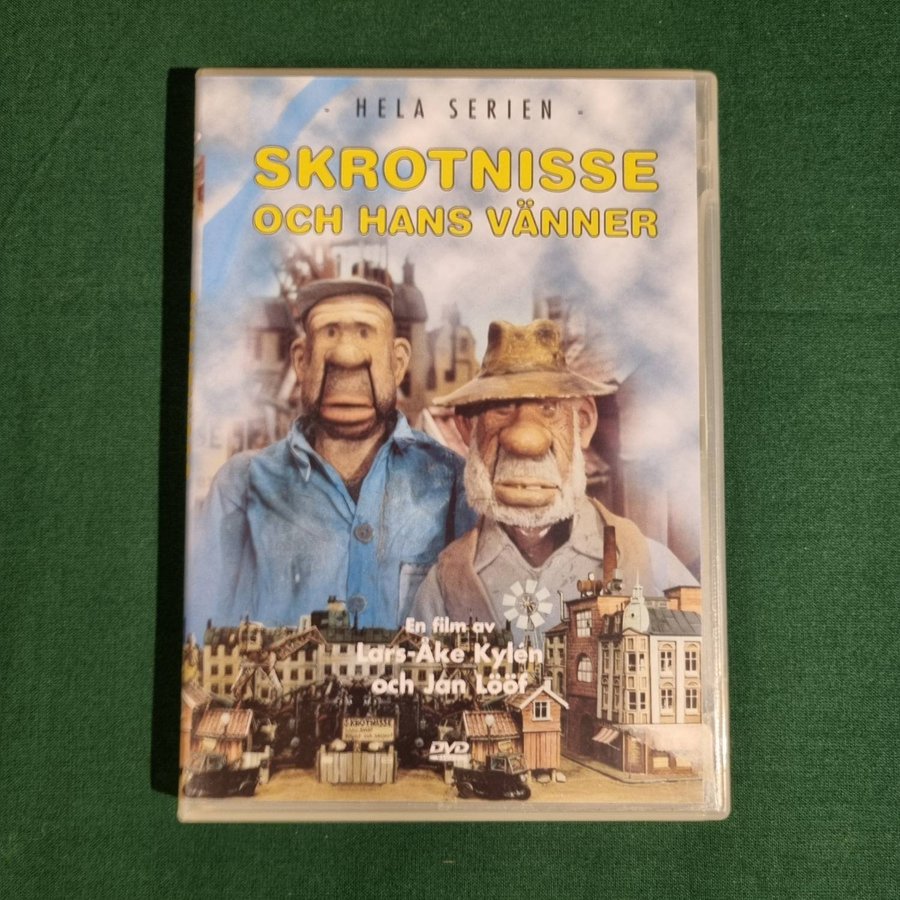 - HELA SERIEN -
SKROTNISSE
OCH HANS VÄNNER
En film av
Lars-Åke Kylén
och Jan Lööf
SKROTNISSE
DVD